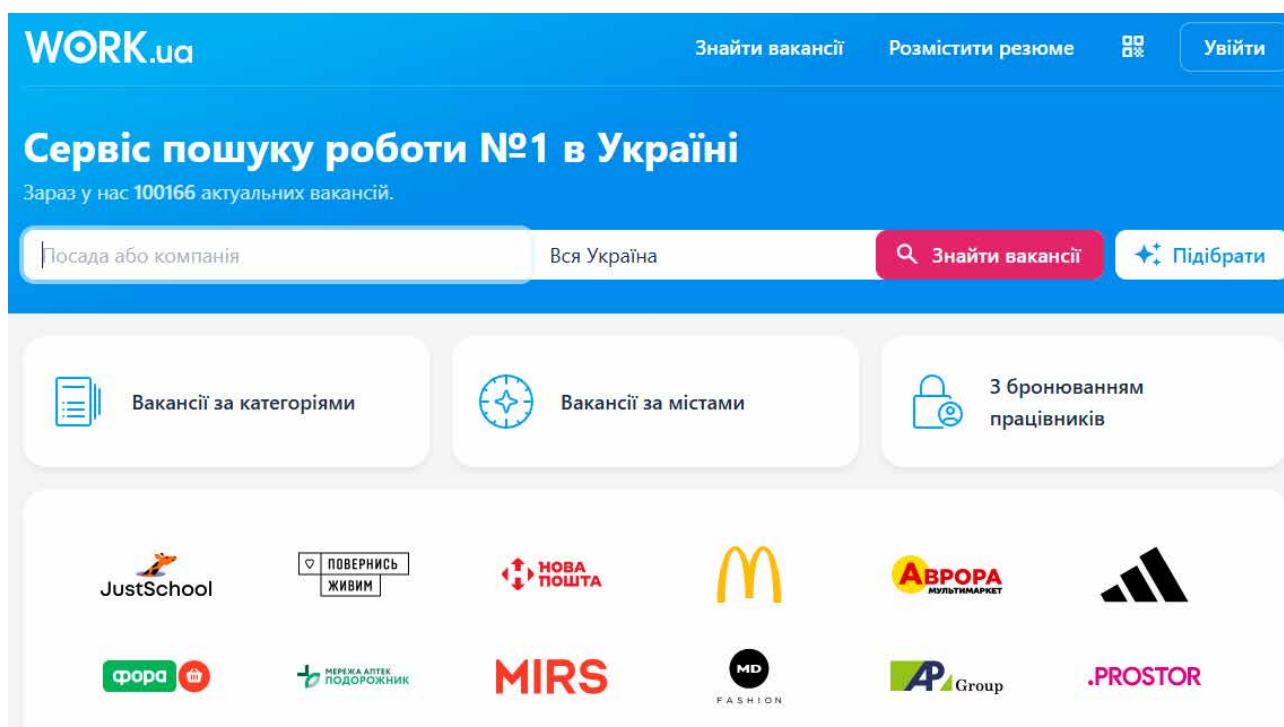 WORK.ua
Знайти вакансії
Розмістити резюме
Увійти
Сервіс пошуку роботи №1 в Україні
Зараз у нас 100166 актуальних вакансій.
Посада або компанія
Вся Україна
Знайти вакансії
Підібрати
Вакансії за категоріями
Вакансії за містами
З бронюванням
працівників
JustSchool
ПОВЕРНИСЬ
ЖИВИМ
НОВА
ПОШТА
АВРОРА
МУЛЬТИМАРКЕТ
фора
МЕРЕЖА АПТЕК
ПОДОРОЖНИК
MIRS
MD
FASHION
AP Group
.PROSTOR